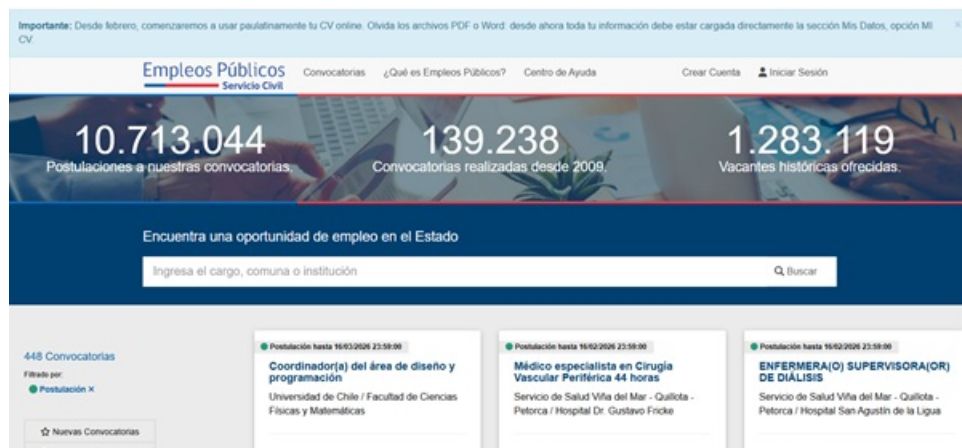 Importante: Desde febrero, comenzaremos a usar paulatinamente tu CV online. Olvida los archivos PDF o Word: desde ahora toda tu información debe estar cargada directamente la sección Mis Datos, opción MI
CV.
×
Empleos Públicos
Servicio Civil
Convocatorias
¿Qué es Empleos Públicos?
Centro de Ayuda
Crear Cuenta
Iniciar Sesión
10.713.044
Postulaciones a nuestras convocatorias.
139.238
Convocatorias realizadas desde 2009.
1.283.119
Vacantes históricas ofrecidas.
Encuentra una oportunidad de empleo en el Estado
Ingresa el cargo, comuna o institución
Buscar
448 Convocatorias
Filtrado por:
Postulación ×
Nuevas Convocatorias
Postulación hasta 16/03/2026 23:59:00
Coordinador(a) del área de diseño y
programación
Universidad de Chile / Facultad de Ciencias
Físicas y Matemáticas
Postulación hasta 16/02/2026 23:59:00
Médico especialista en Cirugía
Vascular Periférica 44 horas
Servicio de Salud Viña del Mar - Quillota -
Petorca / Hospital Dr. Gustavo Fricke
Postulación hasta 16/02/2026 23:59:00
ENFERMERA(O) SUPERVISORA(OR)
DE DIÁLISIS
Servicio de Salud Viña del Mar - Quillota -
Petorca / Hospital San Agustín de la Ligua